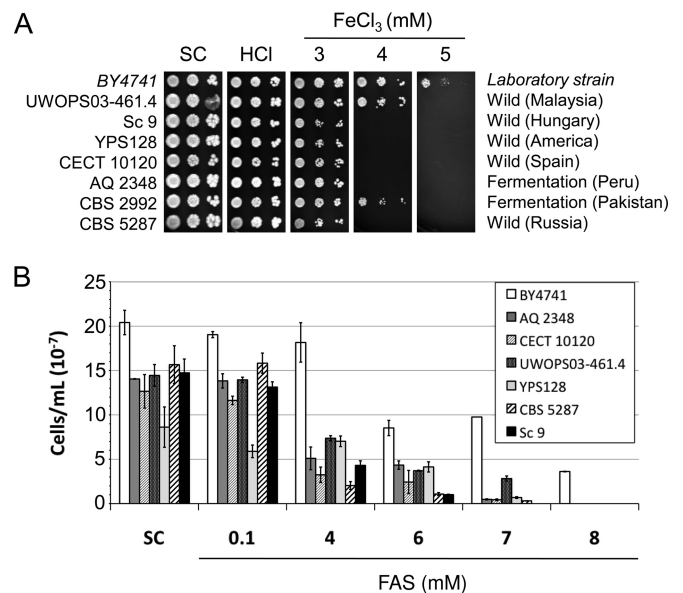 A
FeCl3 (mM)
SC HCl 3 4 5
BY4741 Laboratory strain
UWOPS03-461.4 Wild (Malaysia)
Sc 9 Wild (Hungary)
YPS128 Wild (America)
CECT 10120 Wild (Spain)
AQ 2348 Fermentation (Peru)
CBS 2992 Fermentation (Pakistan)
CBS 5287 Wild (Russia)
B
25
20
15
10
5
0
Cells/mL (10-7)
BY4741
AQ 2348
CECT 10120
UWOPS03-461.4
YPS128
CBS 5287
Sc 9
SC 0.1 4 6 7 8
FAS (mM)